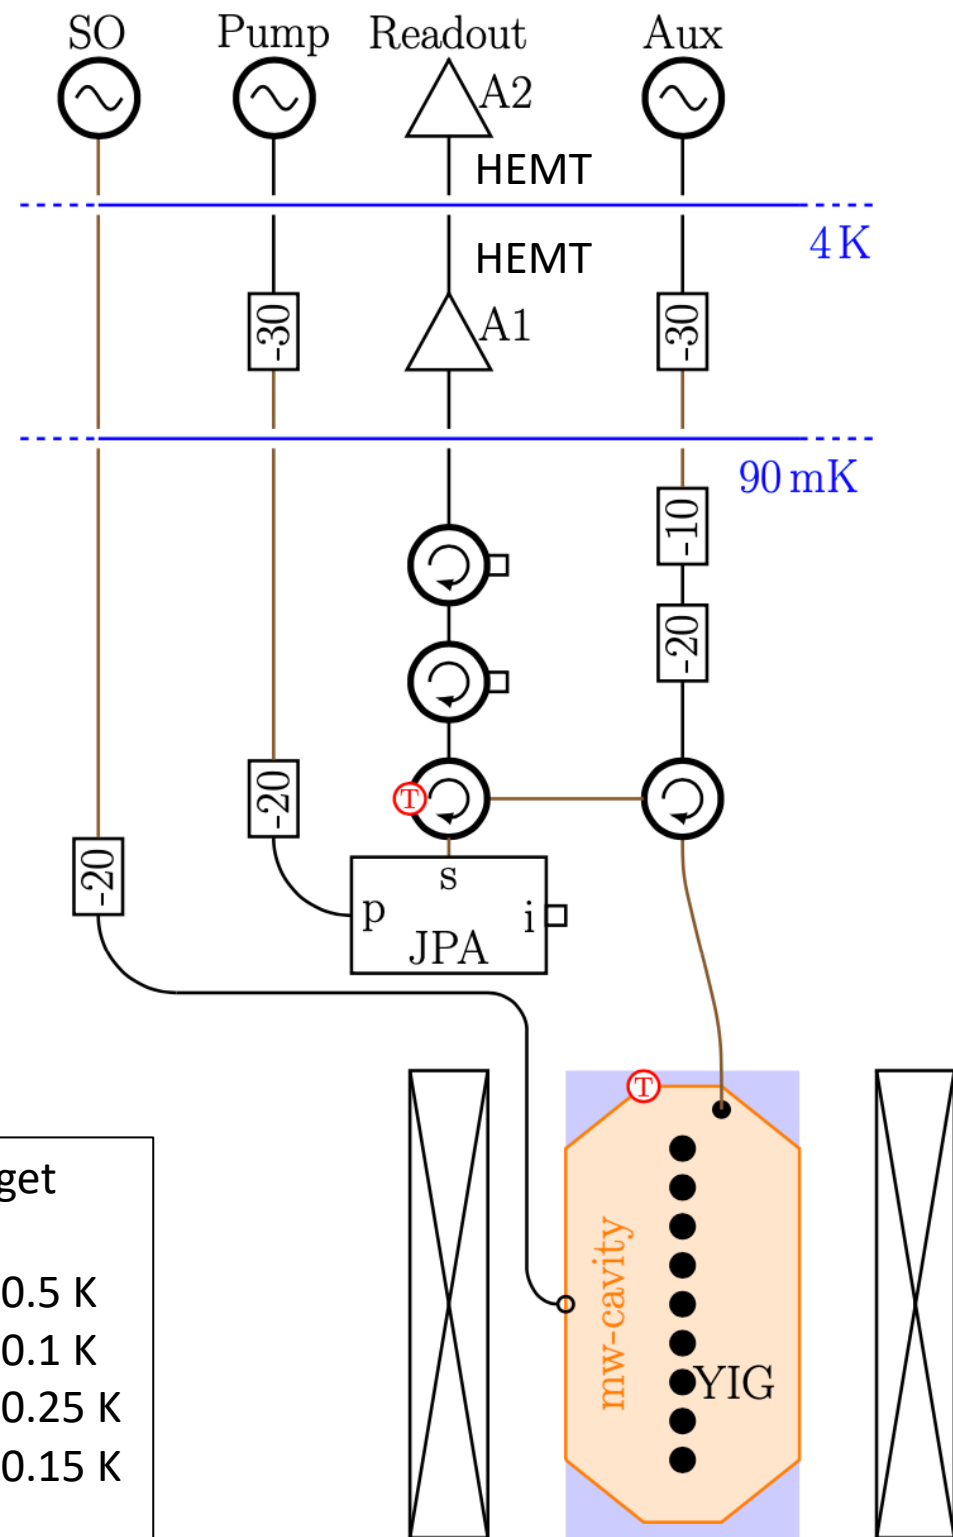 SO Pump Readout Aux
A2
HEMT
4 K
HEMT
-30
A1
-30
90 mK
-10
-20
T
-20
-20
s
p
i
JPA
T
get
0.5 K
0.1 K
0.25 K
0.15 K
mw-cavity
YIG